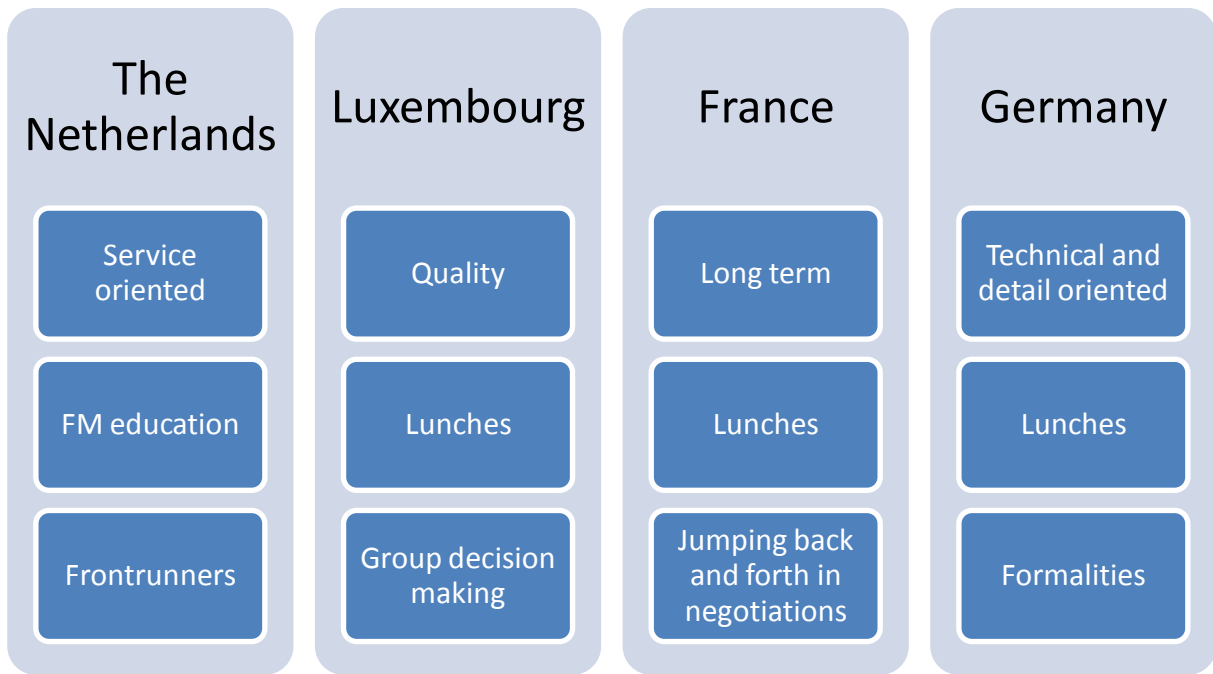 The
Netherlands
Service
oriented
FM education
Frontrunners
Luxembourg
Quality
Lunches
Group decision
making
France
Long term
Lunches
Jumping back
and forth in
negotiations
Germany
Technical and
detail oriented
Lunches
Formalities